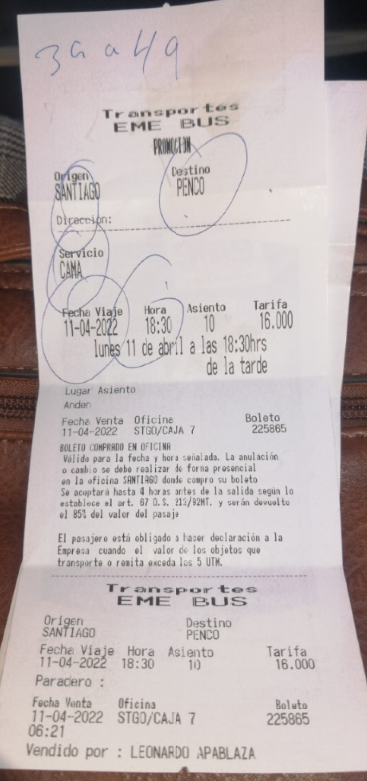 3a a 49
Transportes
EME BUS
PROMOCION
Origen Destino
SANTIAGO PENCO
Direccion:
Servicio
CAMA
Fecha Viaje Hora Asiento Tarifa
11-04-2022 18:30 10 16.000
lunes 11 de abril a las 18:30hrs
de la tarde
Lugar Asiento
Anden
Fecha Venta Oficina Boleto
11-04-2022 STGO/CAJA 7 225865
BOLETO COMPRADO EN OFICINA
Válido para la fecha y hora señalada. La anulación
o cambio se debe realizar de forma presencial
en la oficina SANTIAGO donde compro su boleto
Se aceptará hasta 4 horas antes de la salida según lo
establece el art. 67 D.S. 212/92MT. y serán devuelto
el 85% del valor del pasaje
El pasajero está obligado a hacer declaración a la
Empresa cuando el valor de los objetos que
transporte o remita exceda los 5 UTM.
Transportes
EME BUS
Origen Destino
SANTIAGO PENCO
Fecha Viaje Hora Asiento Tarifa
11-04-2022 18:30 10 16.000
Paradero :
Fecha Venta Oficina Boleto
11-04-2022 STGO/CAJA 7 225865
06:21
Vendido por : LEONARDO APABLAZA